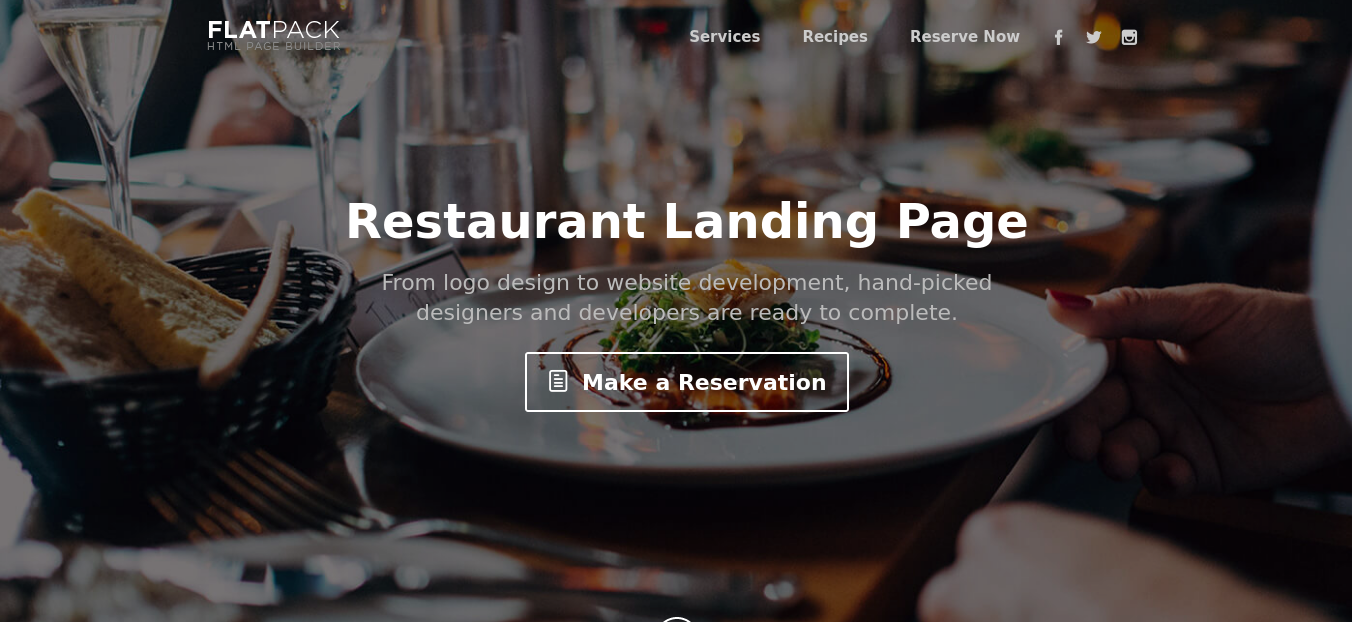 FLATPACK
HTML PAGE BUILDER
Services
Recipes
Reserve Now
Restaurant Landing Page
From logo design to website development, hand-picked
designers and developers are ready to complete.
Make a Reservation